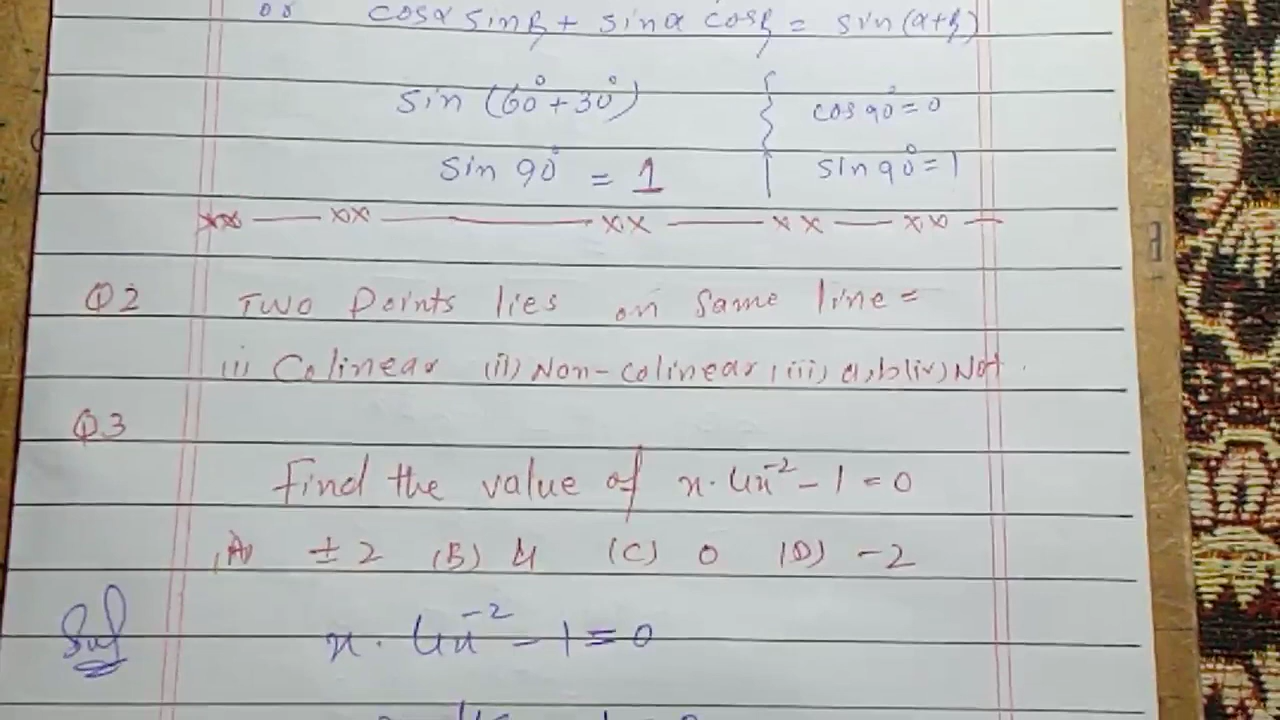 or cosα sinβ + sinα cosβ = sin(α+β)
sin (60° + 30°) cos 90° = 0
sin 90° = 1 sin 90° = 1
xx — xx — xx — xx — xx
Q2 Two Points lies on Same line =
(i) Colinear (ii) Non-colinear, (iii) a,b (iv) Not.
Q3
Find the value of x·4x⁻² - 1 = 0
(A) ±2 (B) 4 (C) 0 (D) -2
Sol x·4x⁻² - 1 = 0